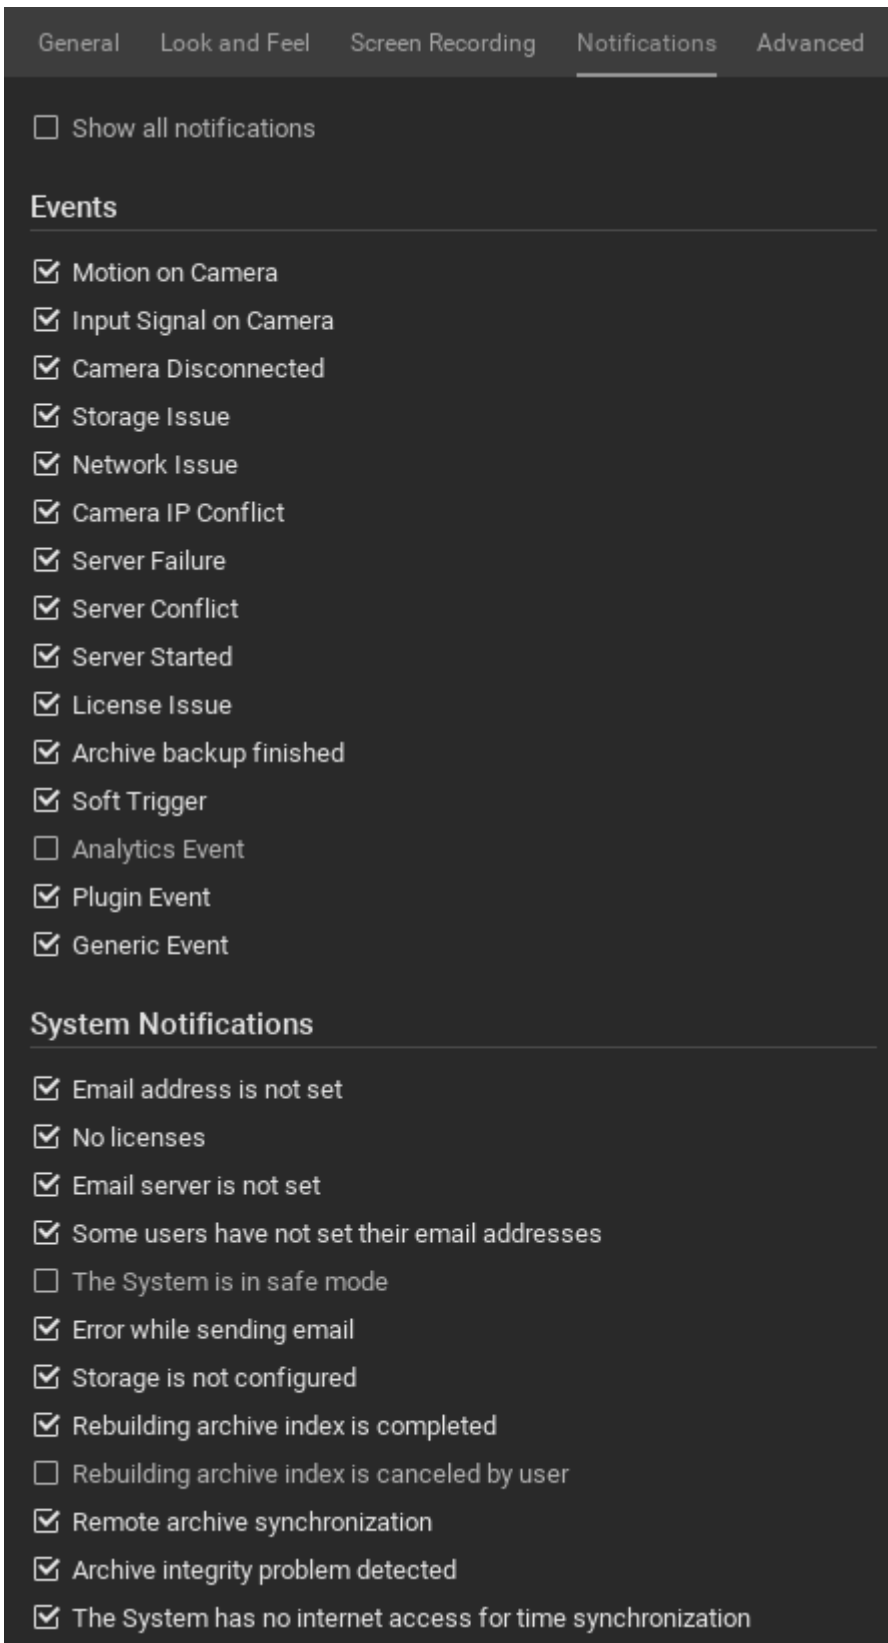 General Look and Feel Screen Recording Notifications Advanced
Show all notifications
Events
Motion on Camera
Input Signal on Camera
Camera Disconnected
Storage Issue
Network Issue
Camera IP Conflict
Server Failure
Server Conflict
Server Started
License Issue
Archive backup finished
Soft Trigger
Analytics Event
Plugin Event
Generic Event
System Notifications
Email address is not set
No licenses
Email server is not set
Some users have not set their email addresses
The System is in safe mode
Error while sending email
Storage is not configured
Rebuilding archive index is completed
Rebuilding archive index is canceled by user
Remote archive synchronization
Archive integrity problem detected
The System has no internet access for time synchronization